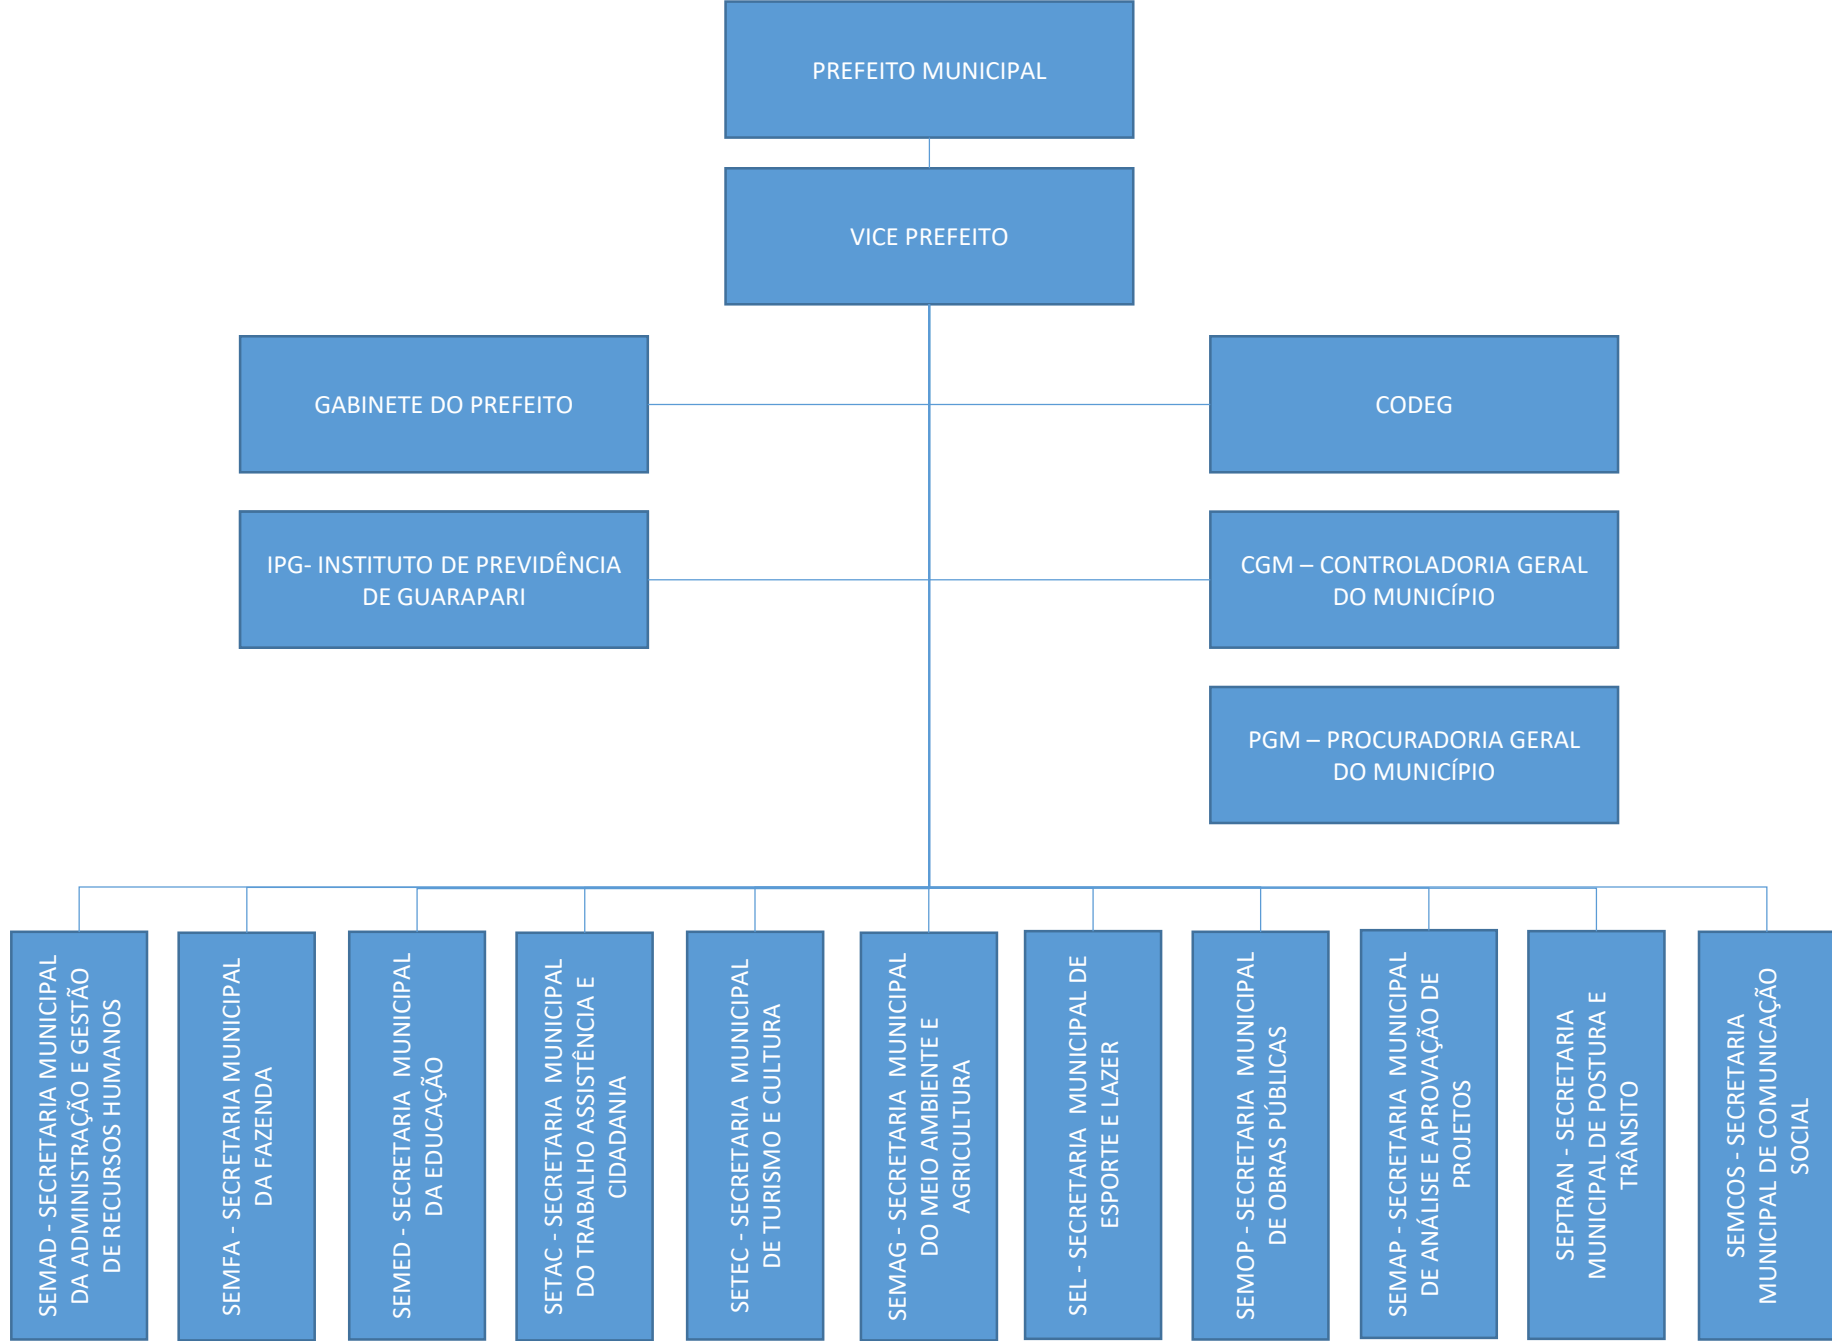 PREFEITO MUNICIPAL
VICE PREFEITO
GABINETE DO PREFEITO
CODEG
IPG- INSTITUTO DE PREVIDÊNCIA
DE GUARAPARI
CGM – CONTROLADORIA GERAL
DO MUNICÍPIO
PGM – PROCURADORIA GERAL
DO MUNICÍPIO
SEMAD - SECRETARIA MUNICIPAL
DA ADMINISTRAÇÃO E GESTÃO
DE RECURSOS HUMANOS
SEMFA - SECRETARIA MUNICIPAL
DA FAZENDA
SEMED - SECRETARIA  MUNICIPAL
DA EDUCAÇÃO
SETAC - SECRETARIA  MUNICIPAL
DO TRABALHO ASSISTÊNCIA E
CIDADANIA
SETEC - SECRETARIA  MUNICIPAL
DE TURISMO E CULTURA
SEMAG - SECRETARIA  MUNICIPAL
DO MEIO AMBIENTE E
AGRICULTURA
SEL - SECRETARIA  MUNICIPAL DE
ESPORTE E LAZER
SEMOP - SECRETARIA  MUNICIPAL
DE OBRAS PÚBLICAS
SEMAP - SECRETARIA  MUNICIPAL
DE ANÁLISE E APROVAÇÃO DE
PROJETOS
SEPTRAN - SECRETARIA
MUNICIPAL DE POSTURA E
TRÂNSITO
SEMCOS - SECRETARIA
MUNICIPAL DE COMUNICAÇÃO
SOCIAL